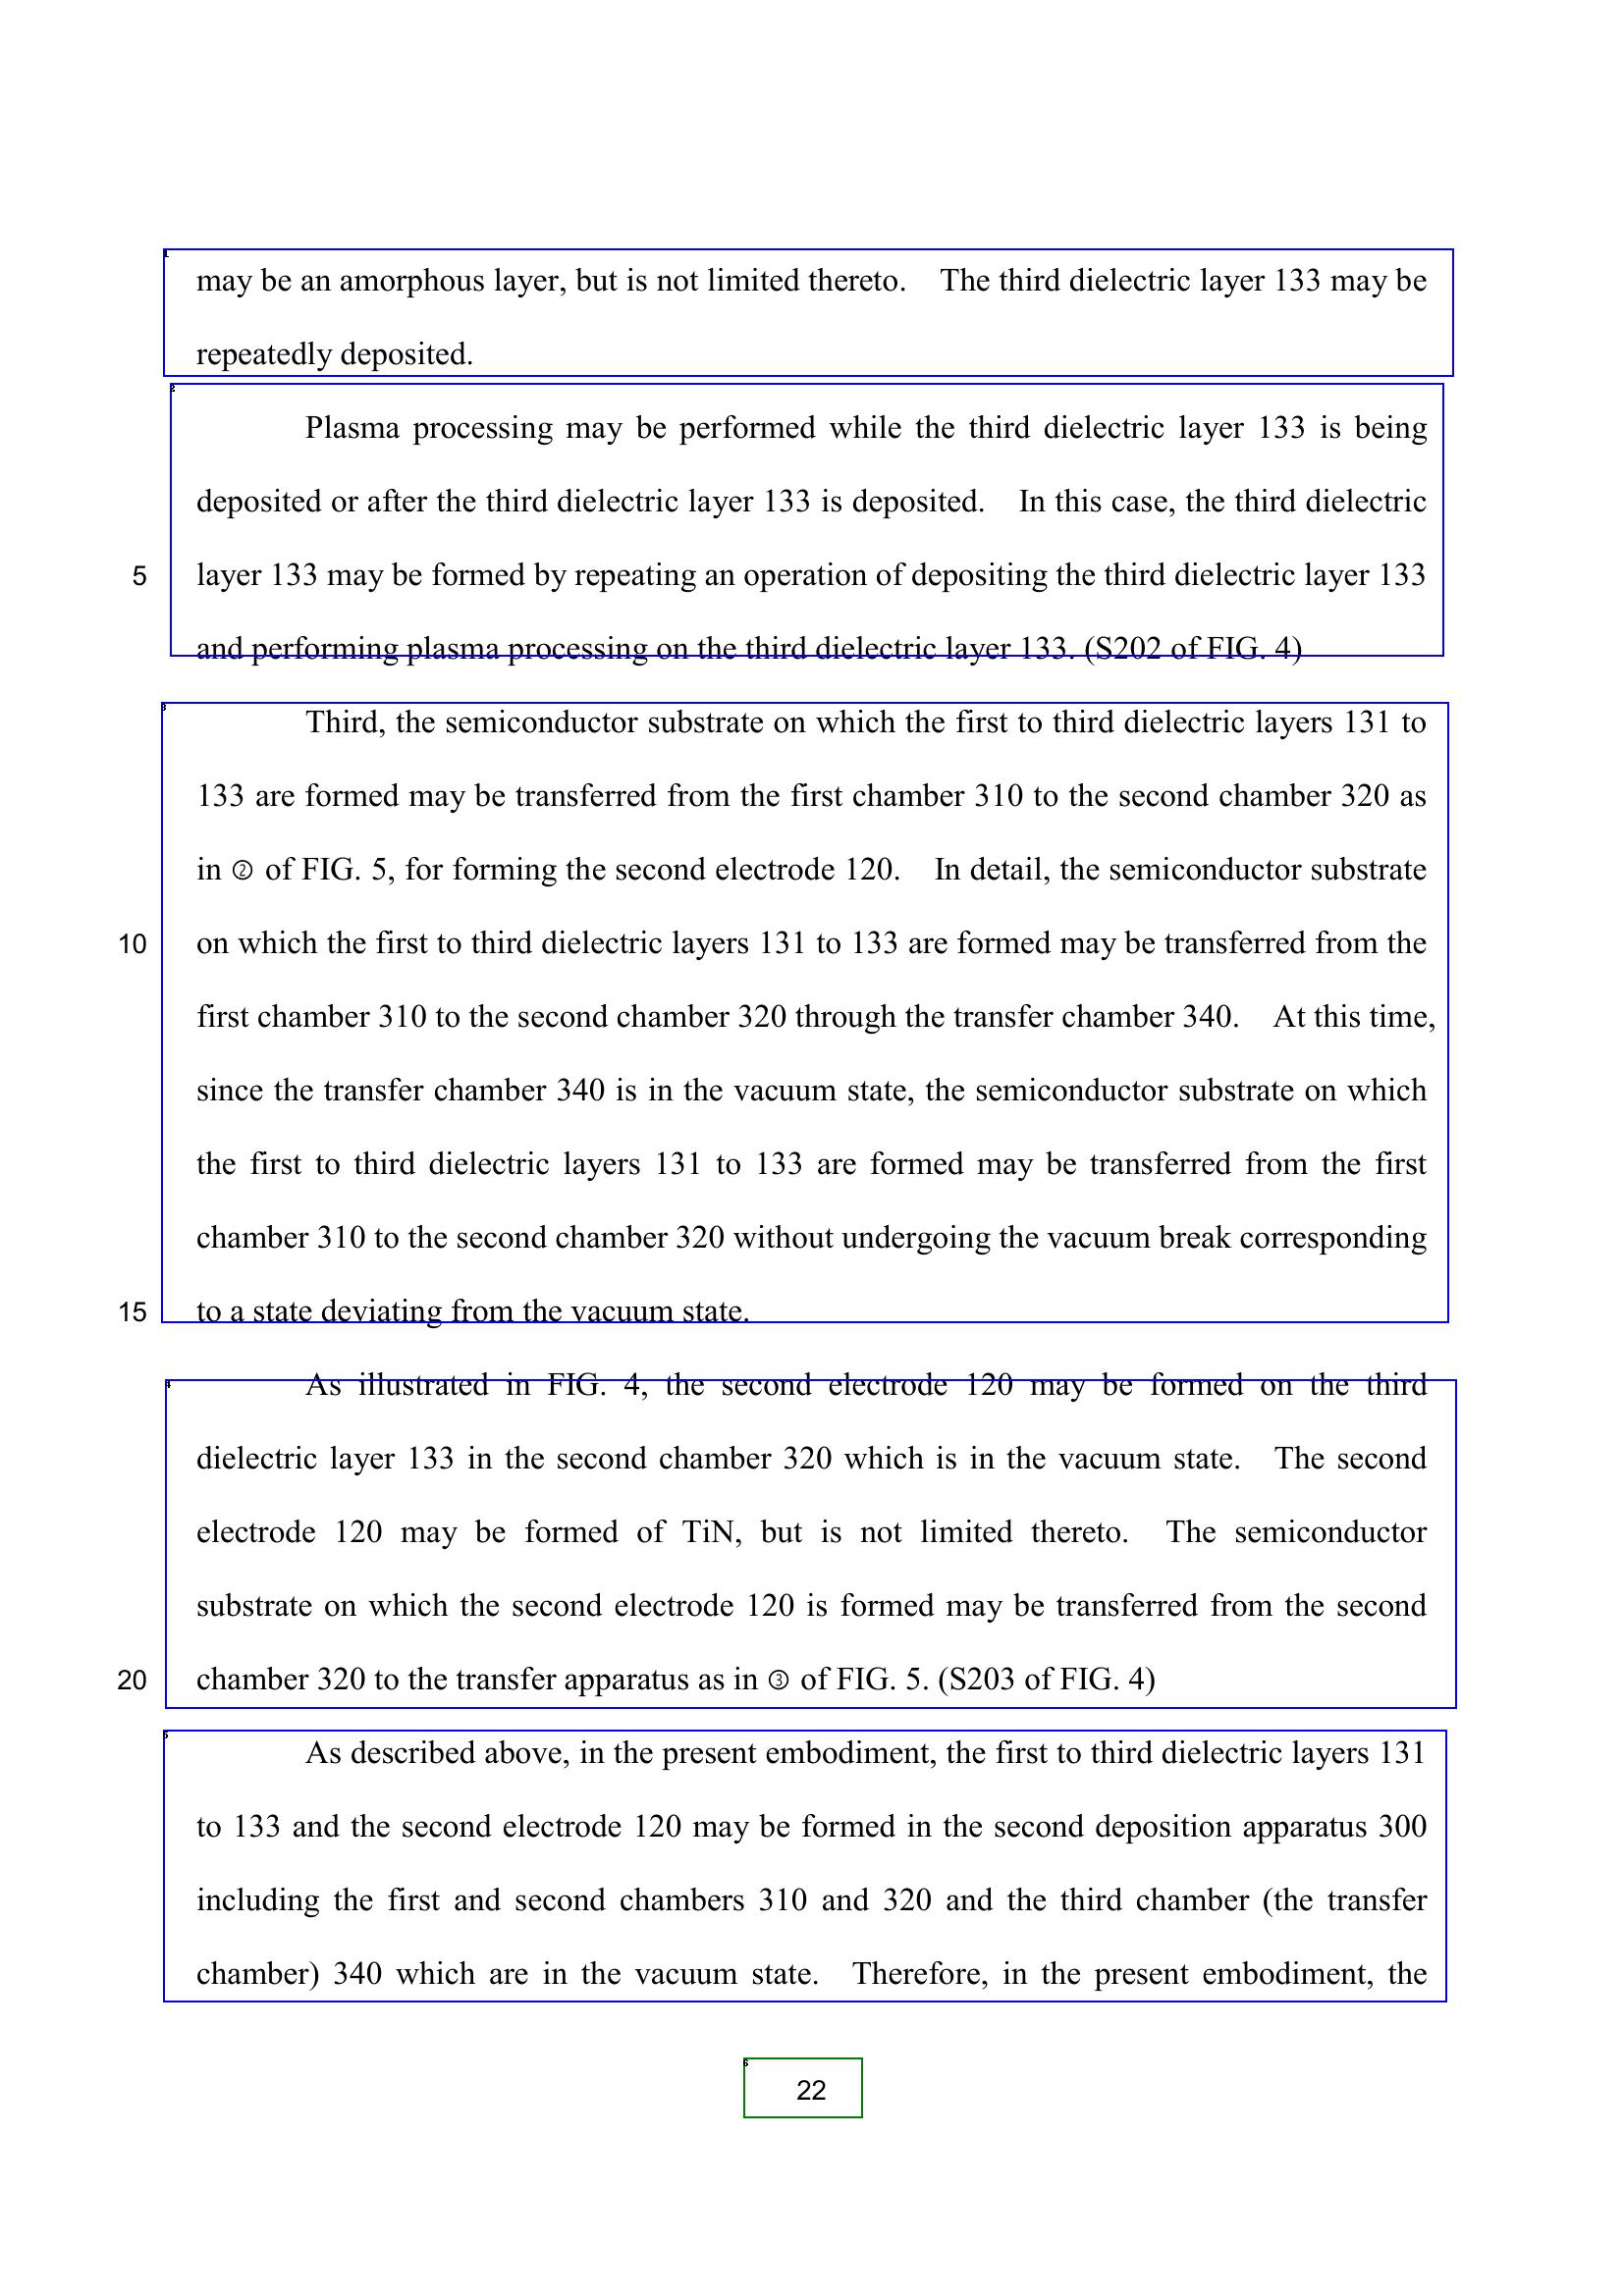 may be an amorphous layer, but is not limited thereto. The third dielectric layer 133 may be
repeatedly deposited.
Plasma processing may be performed while the third dielectric layer 133 is being
deposited or after the third dielectric layer 133 is deposited. In this case, the third dielectric
5 layer 133 may be formed by repeating an operation of depositing the third dielectric layer 133
and performing plasma processing on the third dielectric layer 133. (S202 of FIG. 4)
Third, the semiconductor substrate on which the first to third dielectric layers 131 to
133 are formed may be transferred from the first chamber 310 to the second chamber 320 as
in ② of FIG. 5, for forming the second electrode 120. In detail, the semiconductor substrate
10 on which the first to third dielectric layers 131 to 133 are formed may be transferred from the
first chamber 310 to the second chamber 320 through the transfer chamber 340. At this time,
since the transfer chamber 340 is in the vacuum state, the semiconductor substrate on which
the first to third dielectric layers 131 to 133 are formed may be transferred from the first
chamber 310 to the second chamber 320 without undergoing the vacuum break corresponding
15 to a state deviating from the vacuum state.
As illustrated in FIG. 4, the second electrode 120 may be formed on the third
dielectric layer 133 in the second chamber 320 which is in the vacuum state. The second
electrode 120 may be formed of TiN, but is not limited thereto. The semiconductor
substrate on which the second electrode 120 is formed may be transferred from the second
20 chamber 320 to the transfer apparatus as in ③ of FIG. 5. (S203 of FIG. 4)
As described above, in the present embodiment, the first to third dielectric layers 131
to 133 and the second electrode 120 may be formed in the second deposition apparatus 300
including the first and second chambers 310 and 320 and the third chamber (the transfer
chamber) 340 which are in the vacuum state. Therefore, in the present embodiment, the
22